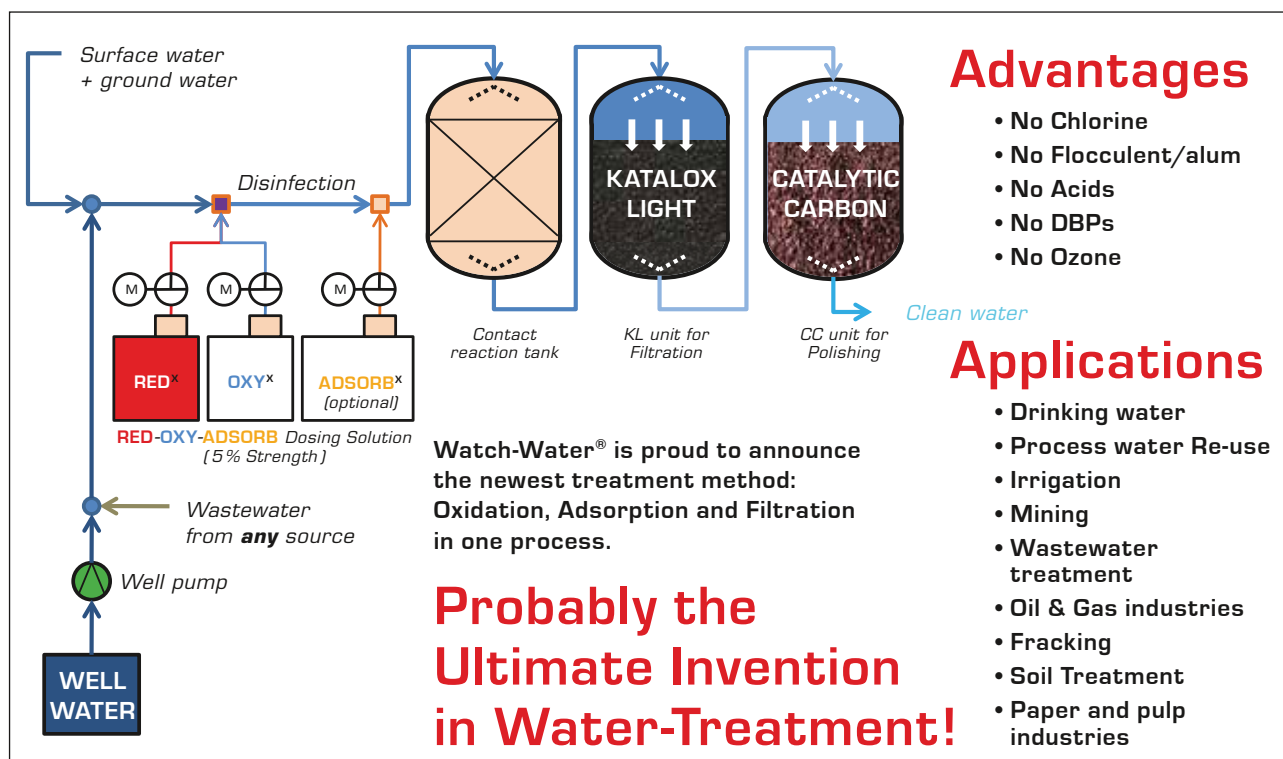 Surface water
+ ground water
Disinfection
M
M
M
RED^X
OXY^X
ADSORB^X
(optional)
RED-OXY-ADSORB Dosing Solution
(5% Strength)
Wastewater
from any source
Well pump
WELL
WATER
KATALOX
LIGHT
CATALYTIC
CARBON
Contact
reaction tank
KL unit for
Filtration
CC unit for
Polishing
Clean water
Watch-Water® is proud to announce
the newest treatment method:
Oxidation, Adsorption and Filtration
in one process.
Probably the
Ultimate Invention
in Water-Treatment!
Advantages
• No Chlorine
• No Flocculent/alum
• No Acids
• No DBPs
• No Ozone
Applications
• Drinking water
• Process water Re-use
• Irrigation
• Mining
• Wastewater
treatment
• Oil & Gas industries
• Fracking
• Soil Treatment
• Paper and pulp
industries